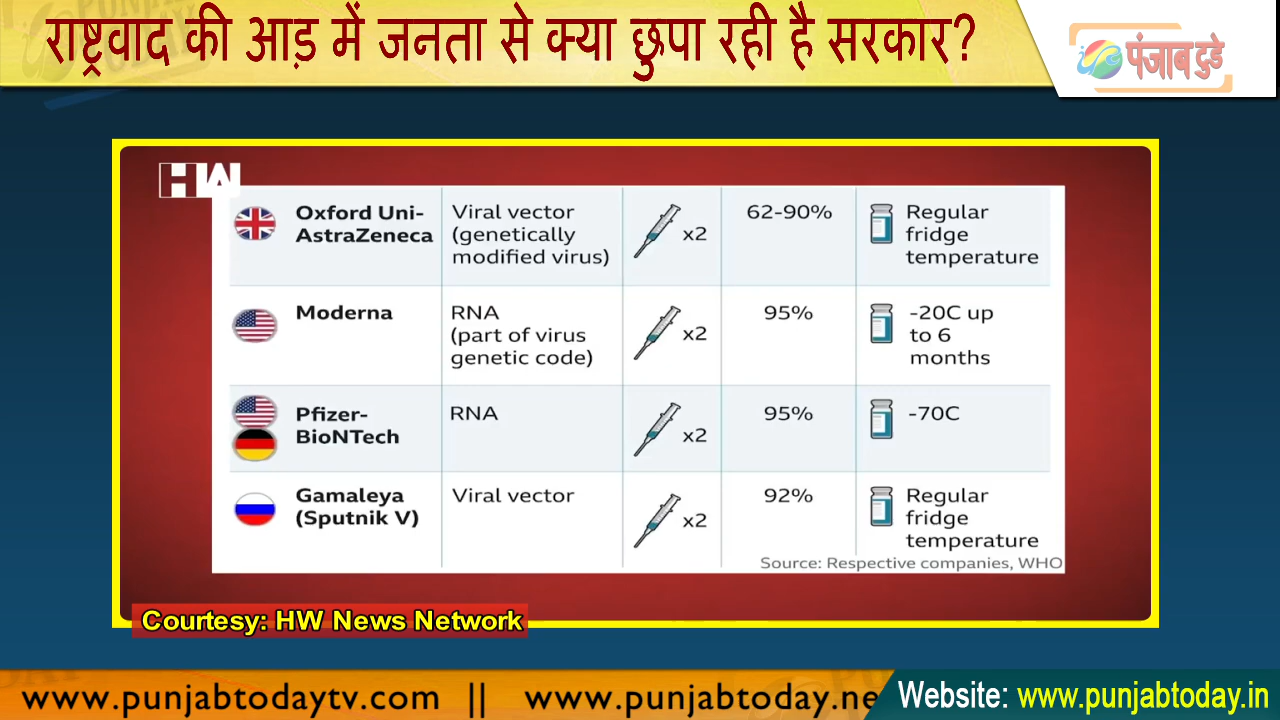 राष्ट्रवाद की आड़ में जनता से क्या छुपा रही है सरकार?
पंजाब टुडे
HW
Oxford Uni-
AstraZeneca
Viral vector
(genetically
modified virus)
x2
62-90%
Regular
fridge
temperature
Moderna
RNA
(part of virus
genetic code)
x2
95%
-20C up
to 6
months
Pfizer-
BioNTech
RNA
x2
95%
-70C
Gamaleya
(Sputnik V)
Viral vector
x2
92%
Regular
fridge
temperature
Source: Respective companies, WHO
Courtesy: HW News Network
www.punjabtodaytv.com || www.punjabtoday.ne
Website: www.punjabtoday.in